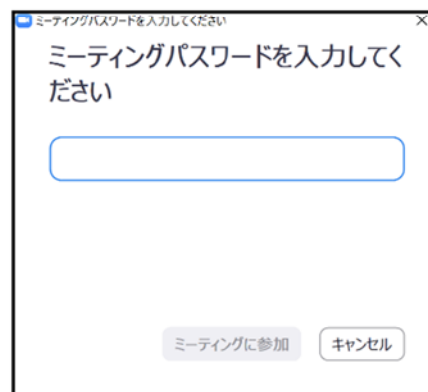 ミーティングパスワードを入力してください
ミーティングパスワードを入力してく
ださい
ミーティングに参加
キャンセル